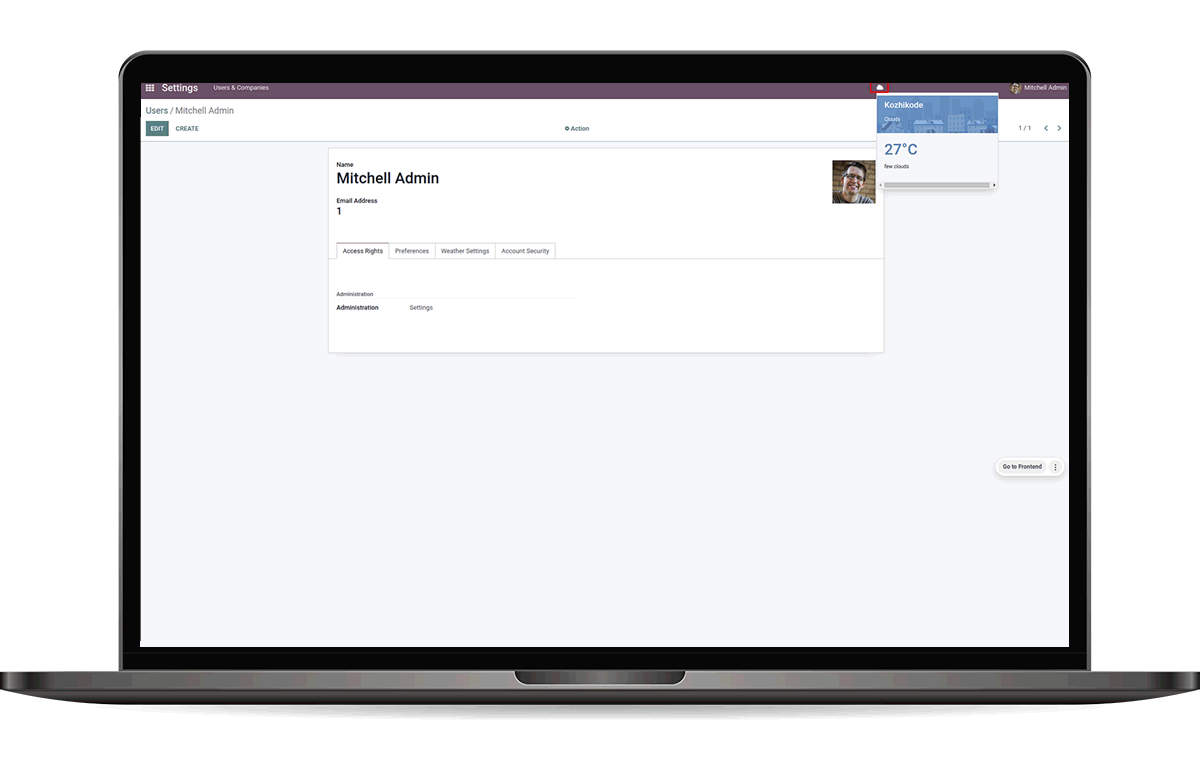 Settings Users & Companies Mitchell Admin
Users / Mitchell Admin
EDIT CREATE Action 1 / 1
Kozhikode
Clouds
27°C
few clouds
Name
Mitchell Admin
Email Address
1
Access Rights Preferences Weather Settings Account Security
Administration
Administration Settings
Go to Frontend